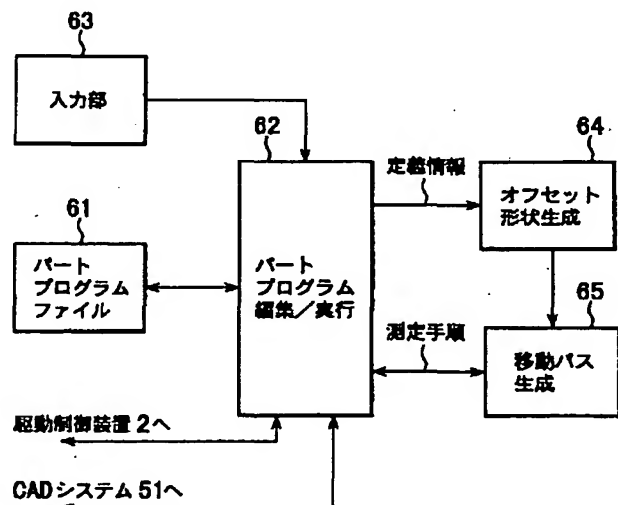 63
入力部
62
定義情報
64
オフセット
形状生成
61
パート
プログラム
ファイル
パート
プログラム
編集／実行
測定手順
65
移動パス
生成
駆動制御装置2へ
CADシステム51へ